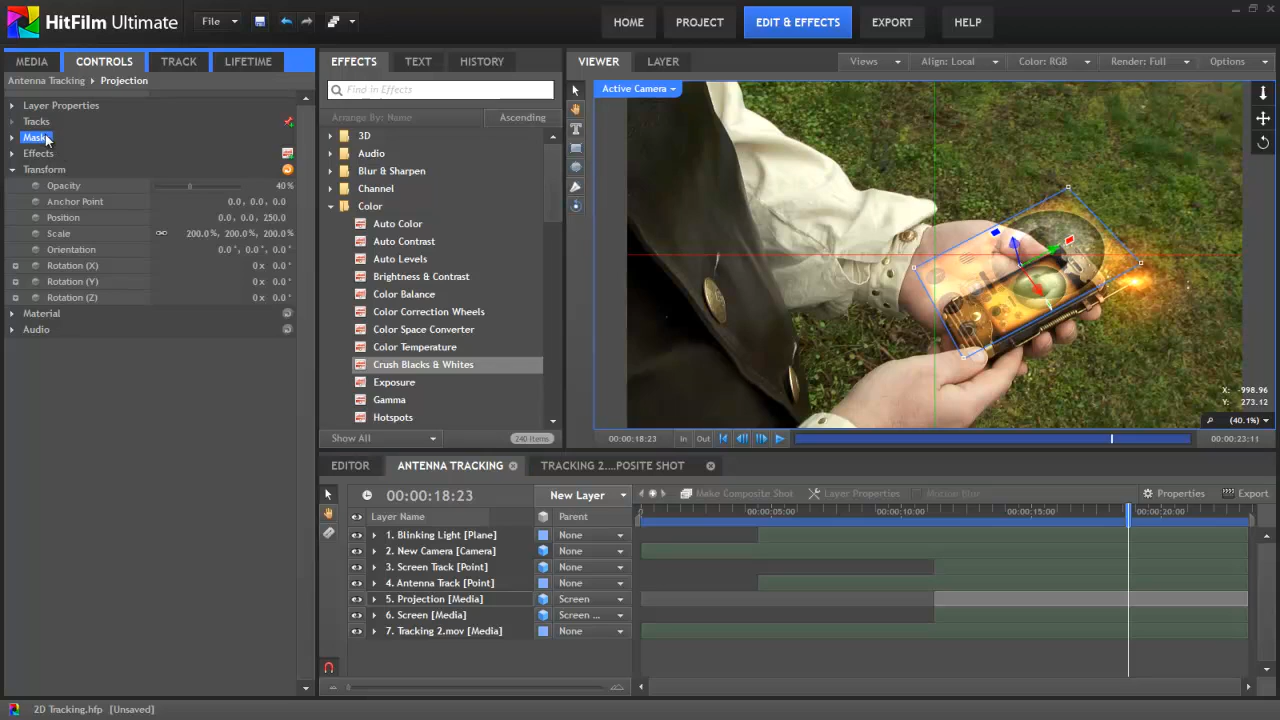 HitFilm Ultimate
File
HOME
PROJECT
EDIT & EFFECTS
EXPORT
HELP
MEDIA
CONTROLS
TRACK
LIFETIME
Antenna Tracking
Projection
Layer Properties
Tracks
Masks
Effects
Transform
Opacity 40%
Anchor Point 0.0, 0.0, 0.0
Position 0.0, 0.0, 250.0
Scale 200.0%, 200.0%, 200.0%
Orientation 0.0°, 0.0°, 0.0°
Rotation (X) 0 x 0.0°
Rotation (Y) 0 x 0.0°
Rotation (Z) 0 x 0.0°
Material
Audio
EFFECTS
TEXT
HISTORY
Find in Effects
Arrange By: Name
Ascending
3D
Audio
Blur & Sharpen
Channel
Color
Auto Color
Auto Contrast
Auto Levels
Brightness & Contrast
Color Balance
Color Correction Wheels
Color Space Converter
Color Temperature
Crush Blacks & Whites
Exposure
Gamma
Hotspots
Show All
240 Items
VIEWER
LAYER
Views
Align: Local
Color: RGB
Render: Full
Options
Active Camera
X: -998.96
Y: 273.12
(40.1%)
00:00:18:23
In
Out
00:00:23:11
EDITOR
ANTENNA TRACKING
TRACKING 2....POSITE SHOT
00:00:18:23
New Layer
Make Composite Shot
Layer Properties
Motion Blur
Properties
Export
Layer Name
Parent
0
00:00:05:00
00:00:10:00
00:00:15:00
00:00:20:00
1. Blinking Light [Plane] None
2. New Camera [Camera] None
3. Screen Track [Point] None
4. Antenna Track [Point] None
5. Projection [Media] Screen
6. Screen [Media] Screen ...
7. Tracking 2.mov [Media] None
2D Tracking.hfp [Unsaved]